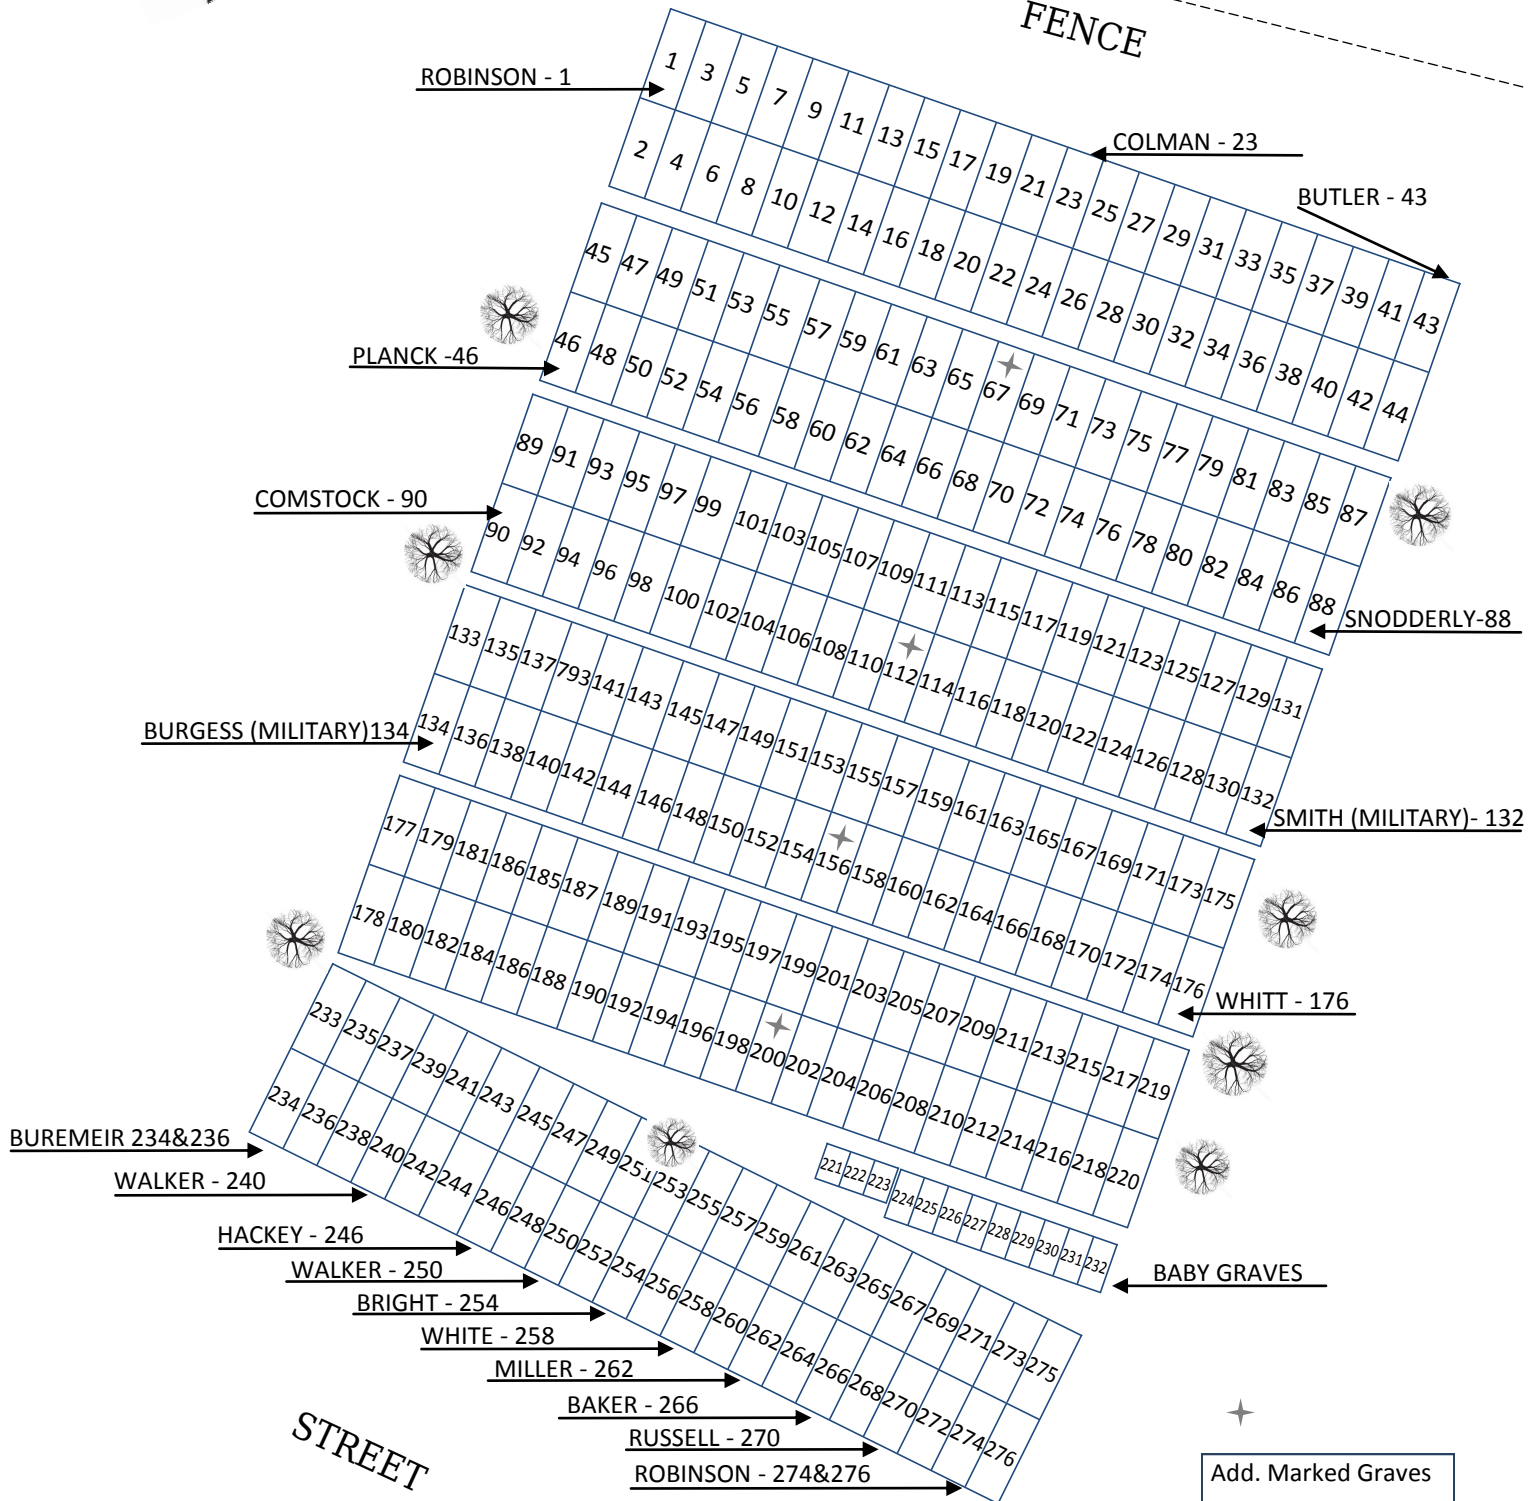 FENCE
ROBINSON - 1
COLMAN - 23
BUTLER - 43
1 3 5 7 9 11 13 15 17 19 21 23 25 27 29 31 33 35 37 39 41 43
2 4 6 8 10 12 14 16 18 20 22 24 26 28 30 32 34 36 38 40 42 44
45 47 49 51 53 55 57 59 61 63 65 67 69 71 73 75 77 79 81 83 85 87
PLANCK -46
46 48 50 52 54 56 58 60 62 64 66 68 70 72 74 76 78 80 82 84 86 88
SNODDERLY-88
89 91 93 95 97 99 101 103 105 107 109 111 113 115 117 119 121 123 125 127 129 131
COMSTOCK - 90
90 92 94 96 98 100 102 104 106 108 110 112 114 116 118 120 122 124 126 128 130 132
SMITH (MILITARY)- 132
133 135 137 793 141 143 145 147 149 151 153 155 157 159 161 163 165 167 169 171 173 175
BURGESS (MILITARY)134
134 136 138 140 142 144 146 148 150 152 154 156 158 160 162 164 166 168 170 172 174 176
WHITT - 176
177 179 181 186 185 187 189 191 193 195 197 199 201 203 205 207 209 211 213 215 217 219
178 180 182 184 186 188 190 192 194 196 198 200 202 204 206 208 210 212 214 216 218 220
221 222 223 224 225 226 227 228 229 230 231 232
BABY GRAVES
233 235 237 239 241 243 245 247 249 251 253 255 257 259 261 263 265 267 269 271 273 275
234 236 238 240 242 244 246 248 250 252 254 256 258 260 262 264 266 268 270 272 274 276
BUREMEIR 234&236
WALKER - 240
HACKEY - 246
WALKER - 250
BRIGHT - 254
WHITE - 258
MILLER - 262
BAKER - 266
RUSSELL - 270
ROBINSON - 274&276
STREET
Add. Marked Graves